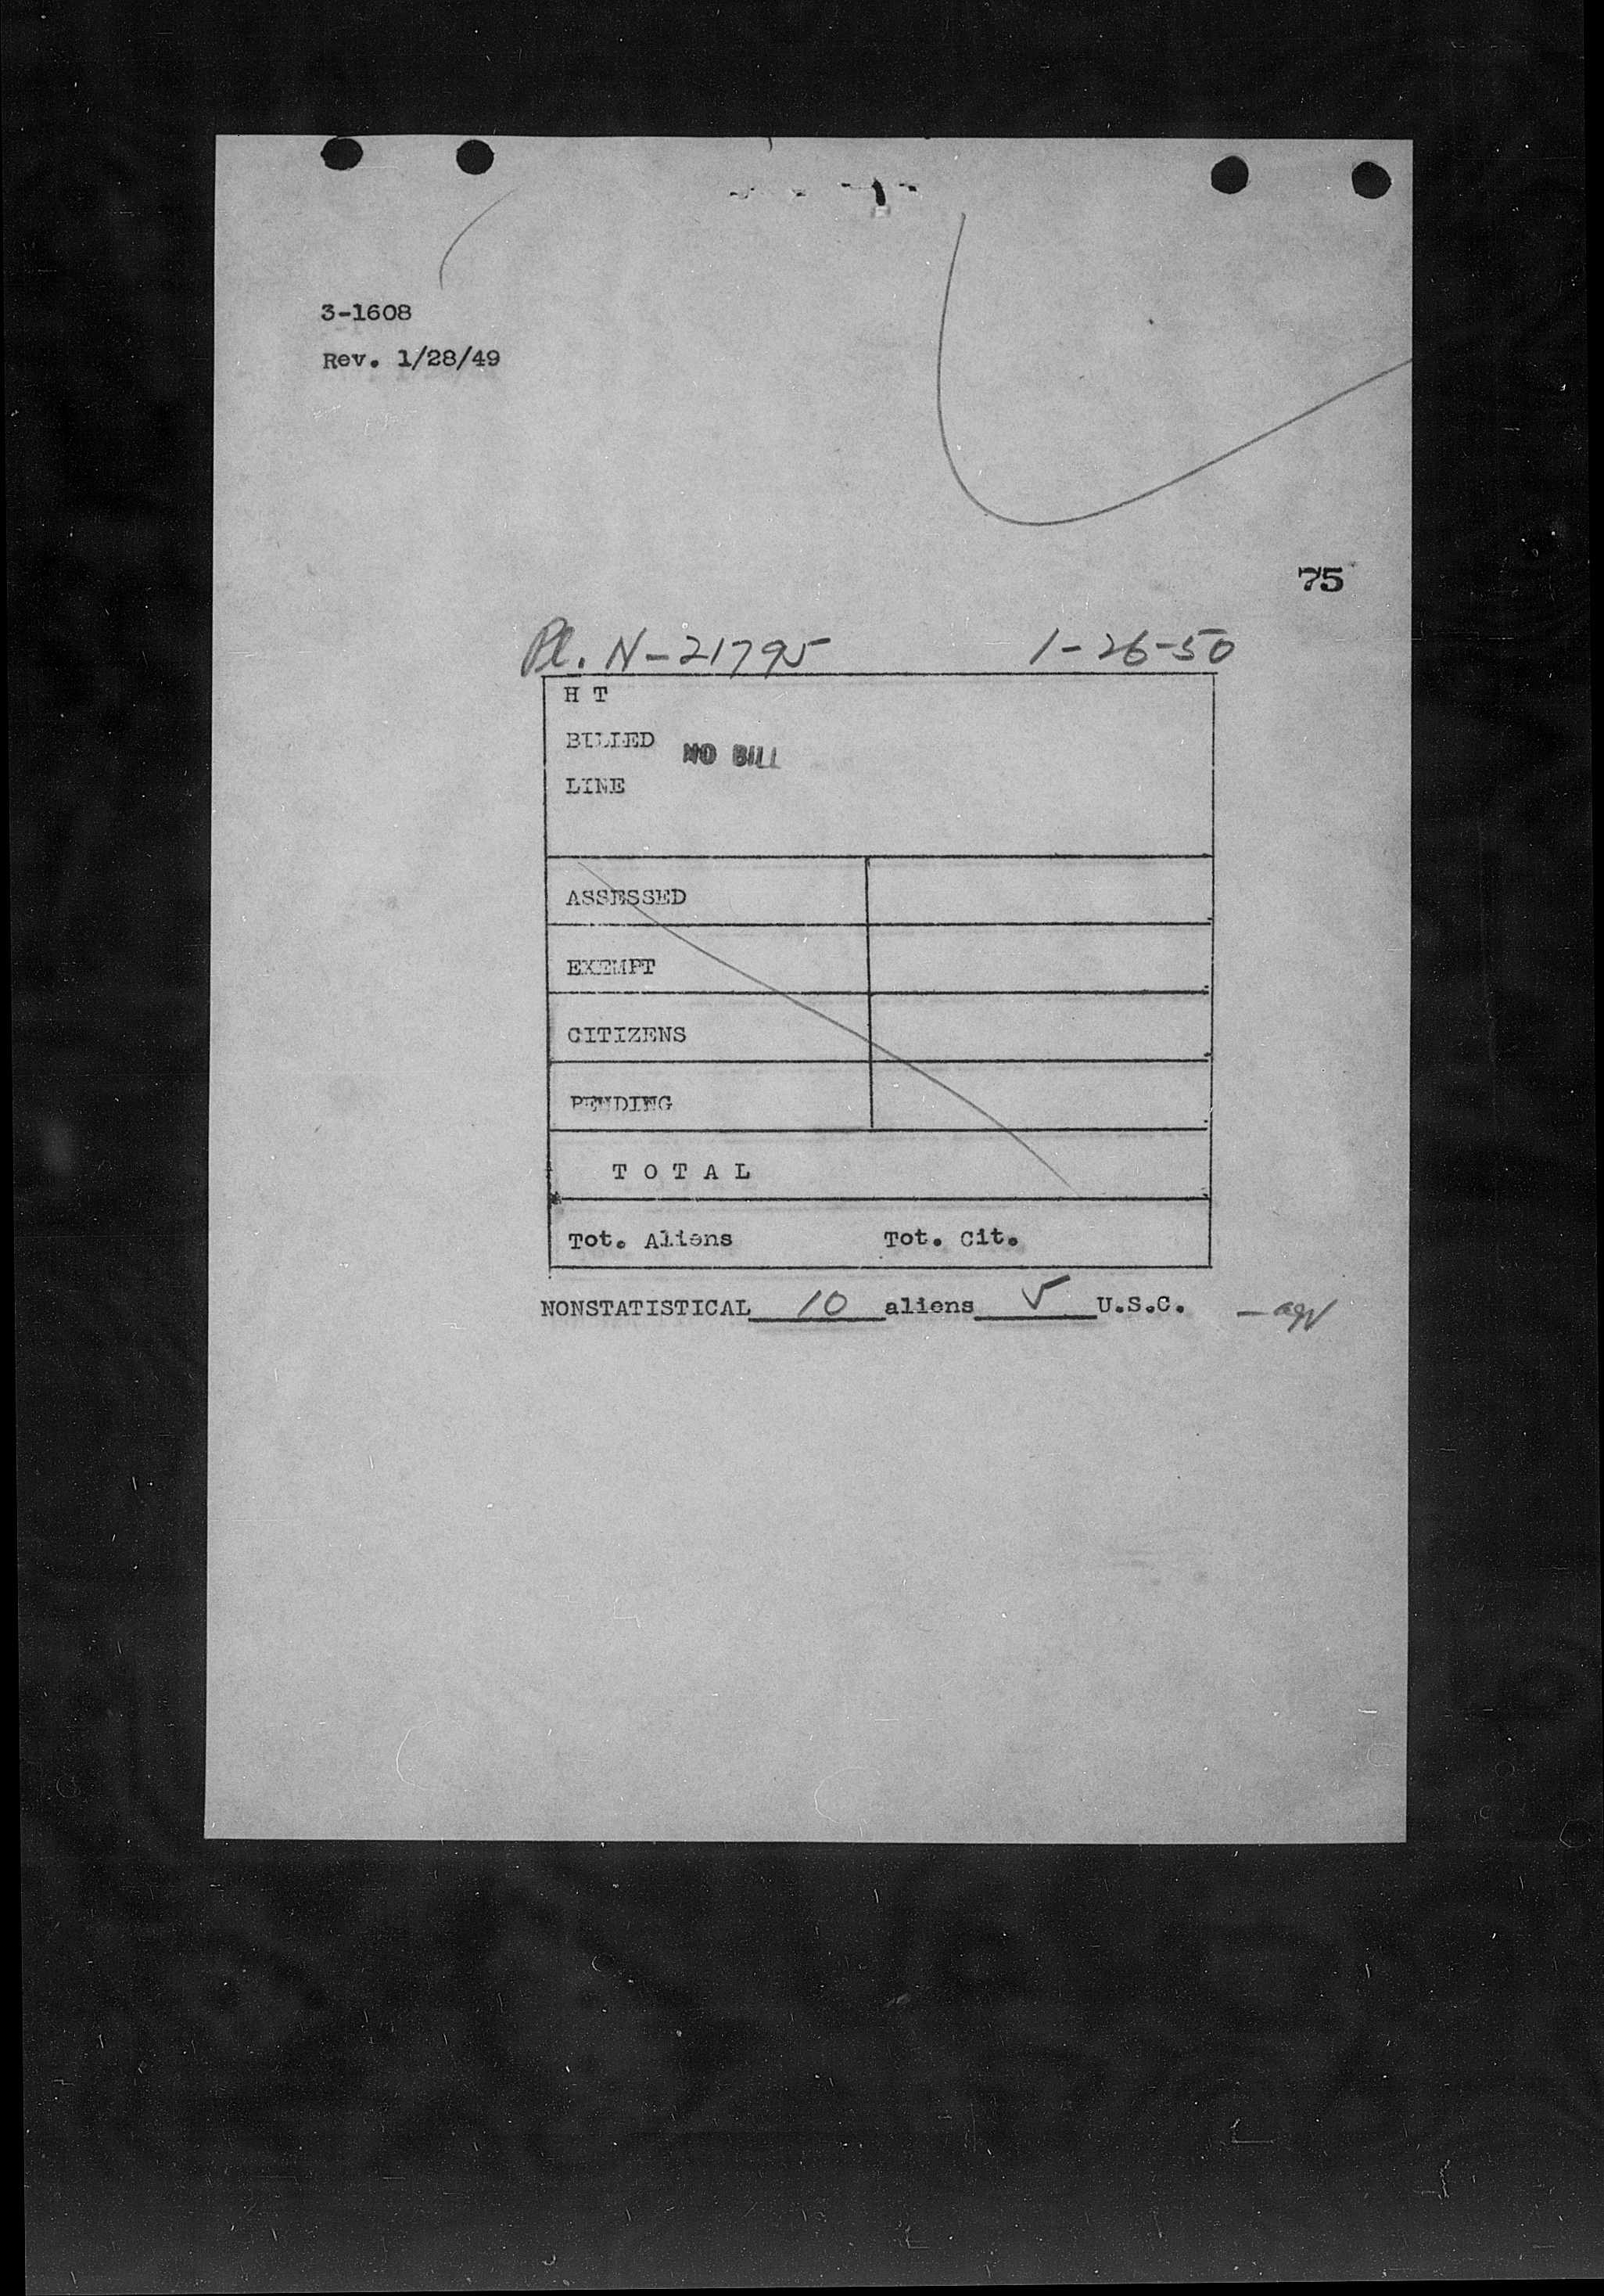 3-1608
Rev. 1/28/49
75
Pl. N-21795 1-26-50
H T
BILLED NO BILL
LINE
ASSESSED
EXEMPT
CITIZENS
PENDING
T O T A L
Tot. Aliens Tot. Cit.
NONSTATISTICAL 10 aliens 5 U.S.C.